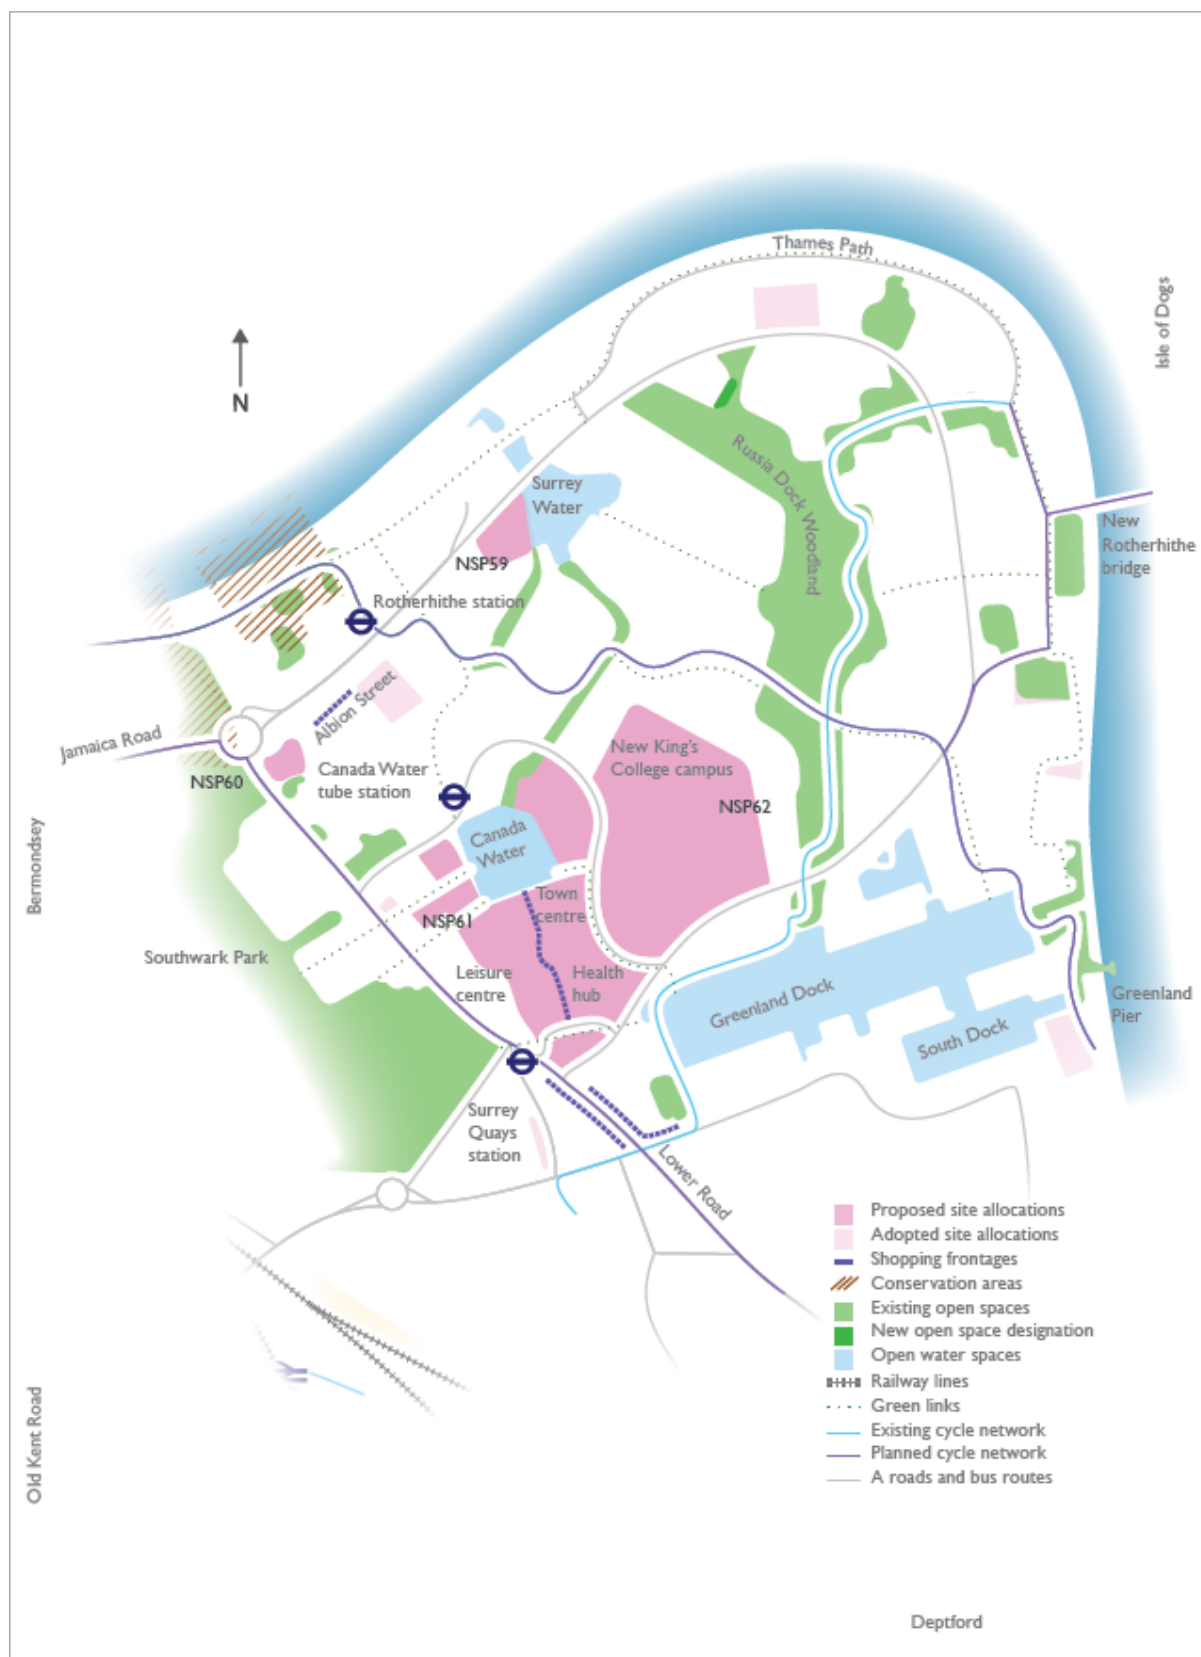 Thames Path
Isle of Dogs
N
Russia Dock Woodland
Surrey
Water
New
Rotherhithe
bridge
NSP59
Rotherhithe station
Albion Street
Jamaica Road
New King's
College campus
Canada Water
tube station
NSP60
NSP62
Bermondsey
Canada
Water
Town
centre
NSP61
Southwark Park
Leisure
centre
Health
hub
Greenland Dock
Greenland
Pier
South Dock
Surrey
Quays
station
Lower Road
Proposed site allocations
Adopted site allocations
Shopping frontages
Conservation areas
Existing open spaces
New open space designation
Open water spaces
Railway lines
Green links
Existing cycle network
Planned cycle network
A roads and bus routes
Old Kent Road
Deptford